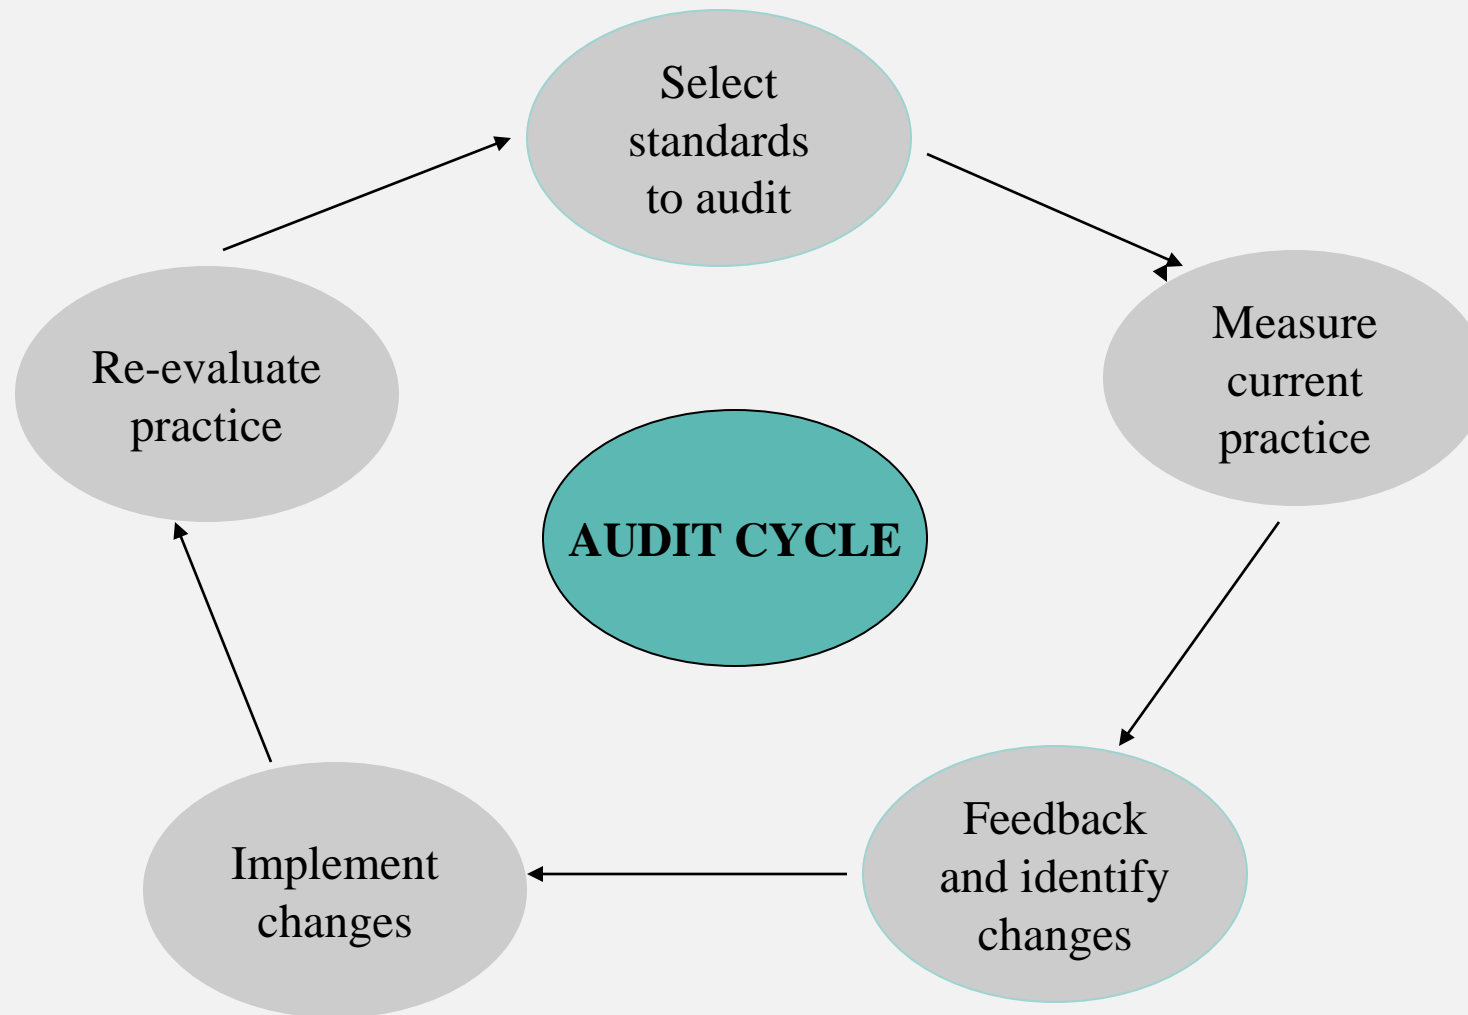 Select
standards
to audit
Measure
current
practice
Re-evaluate
practice
AUDIT CYCLE
Feedback
and identify
changes
Implement
changes